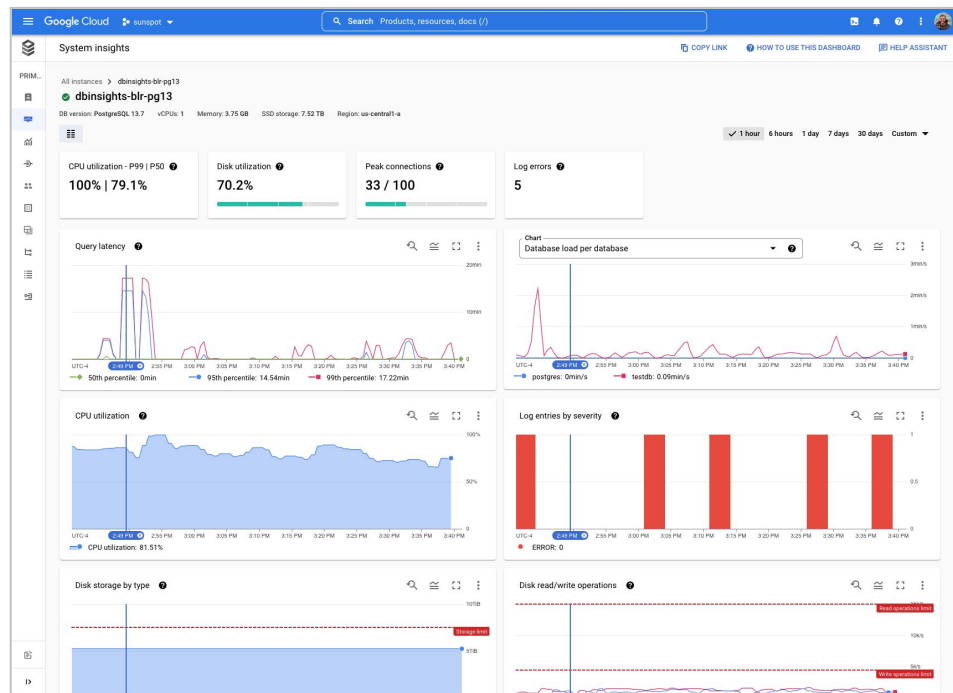 Google Cloud sunspot Search Products, resources, docs (/)
System insights COPY LINK HOW TO USE THIS DASHBOARD HELP ASSISTANT
PRIM...
All instances > dbinsights-blr-pg13
dbinsights-blr-pg13
DB version: PostgreSQL 13.7 vCPUs: 1 Memory: 3.75 GB SSD storage: 7.52 TB Region: us-central1-a
1 hour 6 hours 1 day 7 days 30 days Custom
CPU utilization - P99 | P50
100% | 79.1%
Disk utilization
70.2%
Peak connections
33 / 100
Log errors
5
Query latency
20min
10min
0
UTC-4 2:49 PM 2:55 PM 3:00 PM 3:05 PM 3:10 PM 3:15 PM 3:20 PM 3:25 PM 3:30 PM 3:35 PM 3:40 PM
50th percentile: 0min 95th percentile: 14.54min 99th percentile: 17.22min
Chart
Database load per database
3min/s
2min/s
1min/s
0
UTC-4 2:49 PM 2:55 PM 3:00 PM 3:05 PM 3:10 PM 3:15 PM 3:20 PM 3:25 PM 3:30 PM 3:35 PM 3:40 PM
postgres: 0min/s testdb: 0.09min/s
CPU utilization
100%
50%
0
UTC-4 2:49 PM 2:55 PM 3:00 PM 3:05 PM 3:10 PM 3:15 PM 3:20 PM 3:25 PM 3:30 PM 3:35 PM 3:40 PM
CPU utilization: 81.51%
Log entries by severity
1
0.5
0
UTC-4 2:49 PM 2:55 PM 3:00 PM 3:05 PM 3:10 PM 3:15 PM 3:20 PM 3:25 PM 3:30 PM 3:35 PM 3:40 PM
ERROR: 0
Disk storage by type
10TiB
Storage limit
5TiB
Disk read/write operations
Read operations limit
10k/s
5k/s
Write operations limit